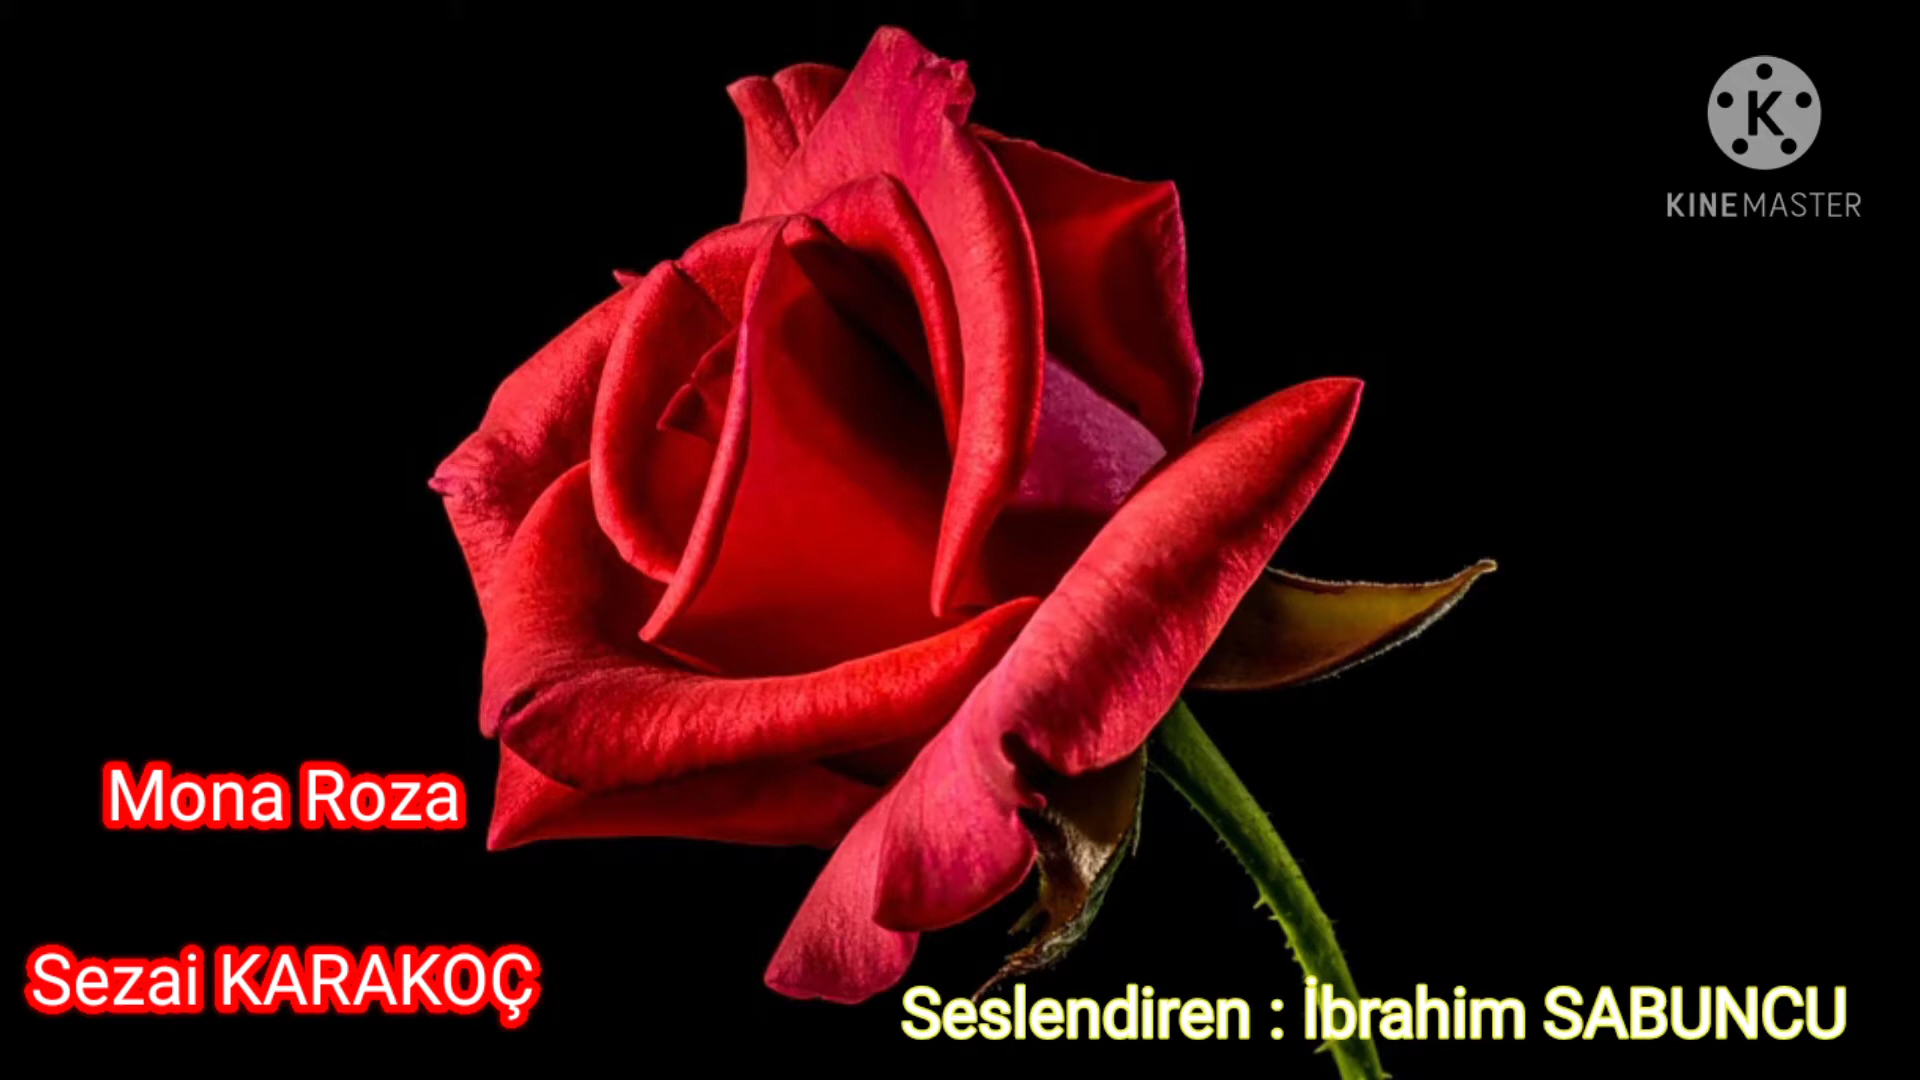 K
KINEMASTER
Mona Roza
Sezai KARAKOÇ
Seslendiren : İbrahim SABUNCU